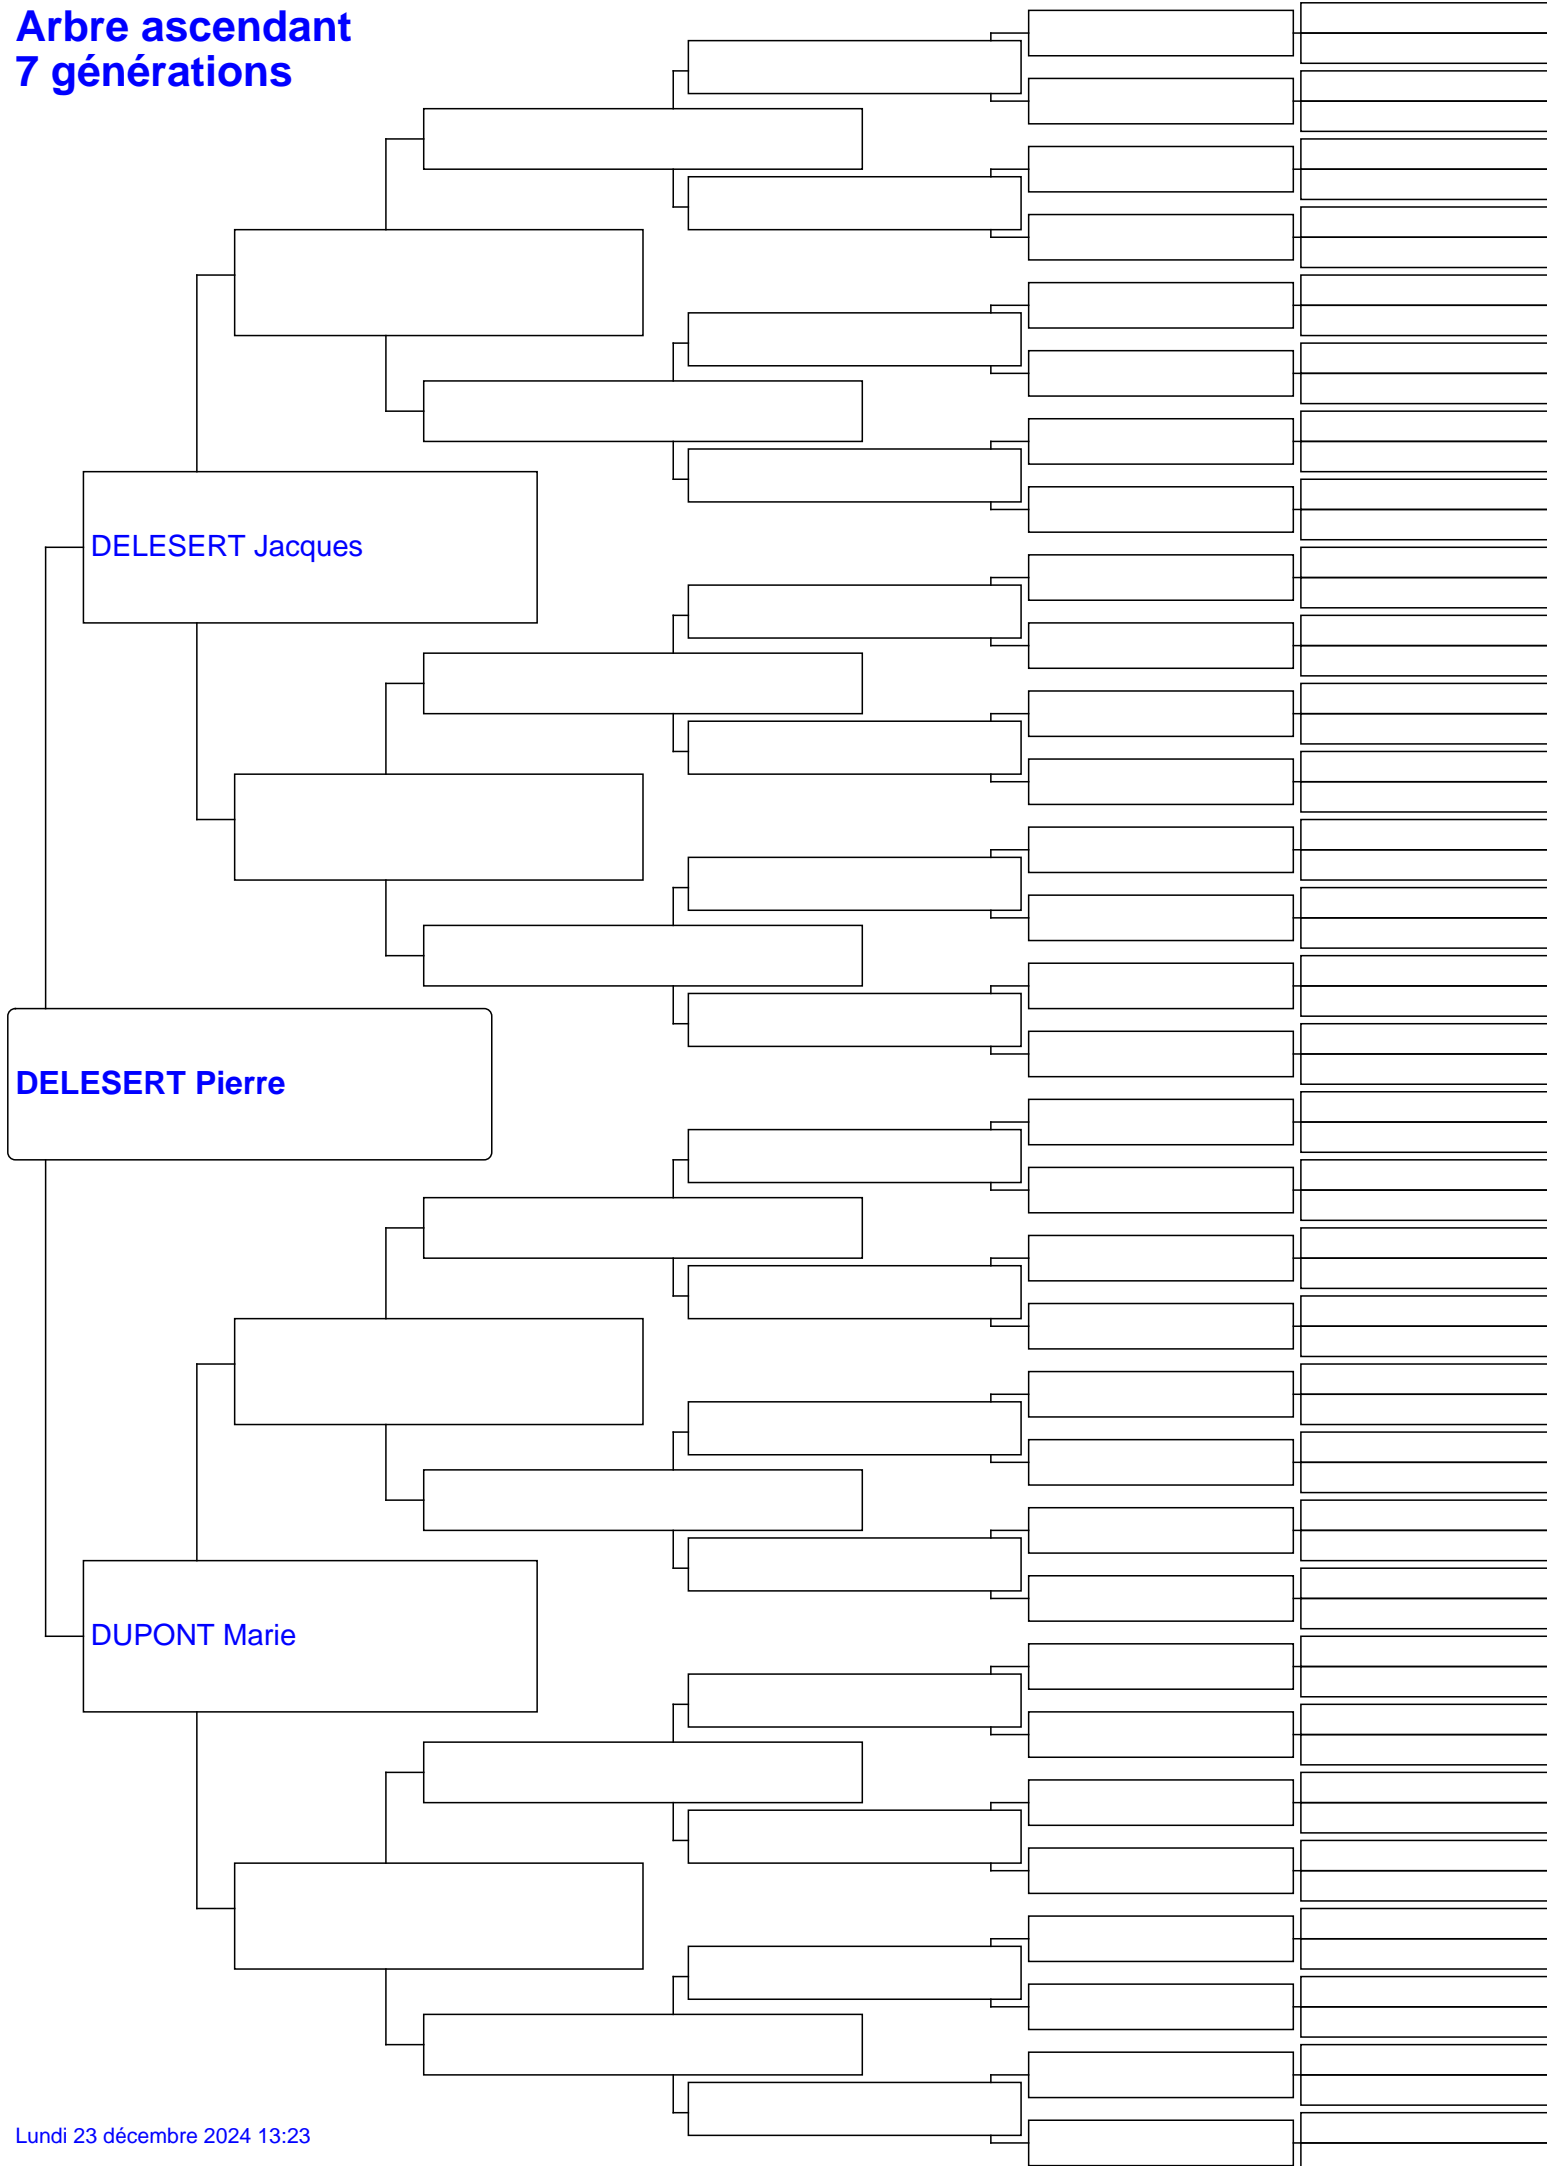 Arbre ascendant
7 générations
DELESERT Jacques
DELESERT Pierre
DUPONT Marie
Lundi 23 décembre 2024 13:23